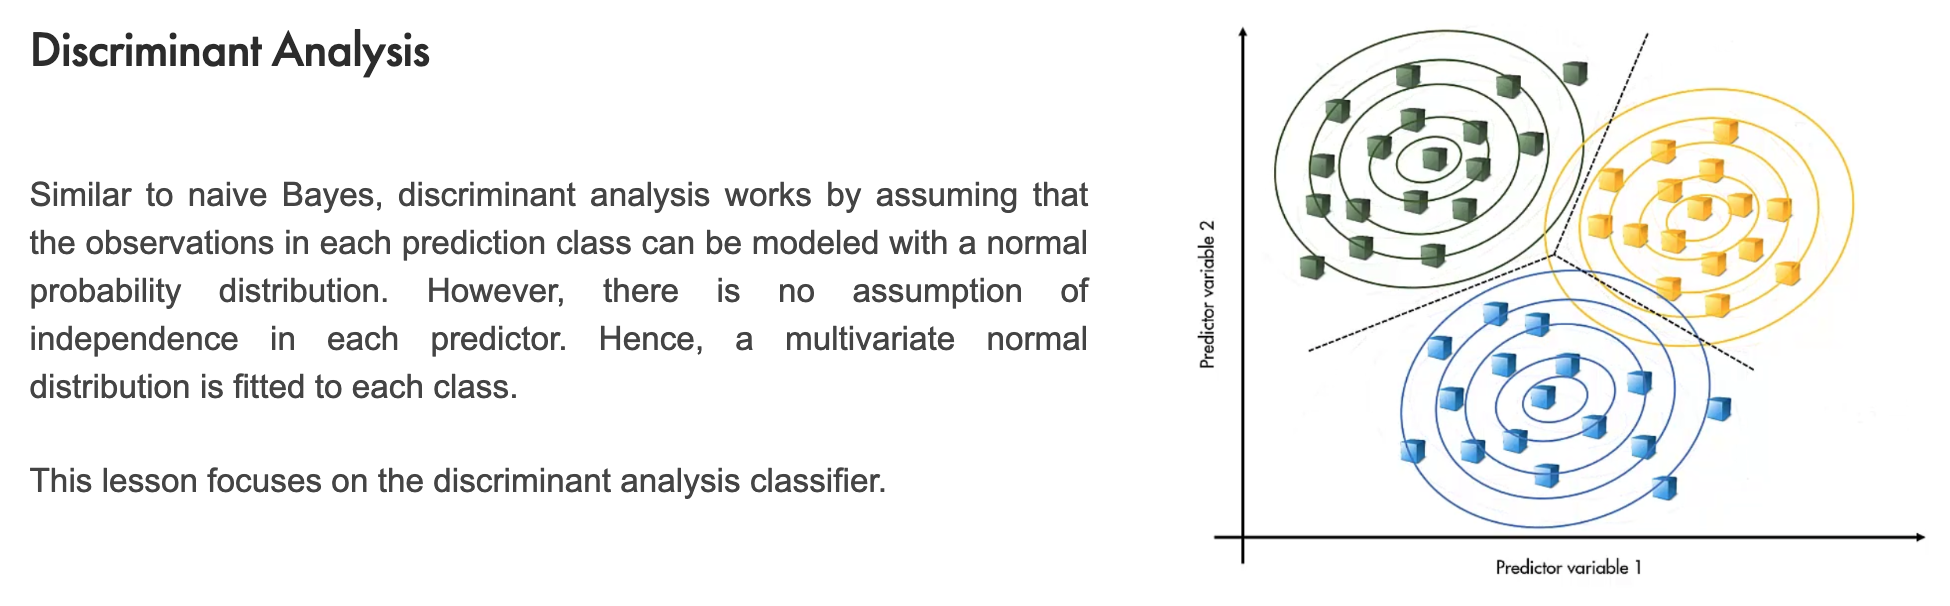 Discriminant Analysis
Similar to naive Bayes, discriminant analysis works by assuming that
the observations in each prediction class can be modeled with a normal
probability distribution. However, there is no assumption of
independence in each predictor. Hence, a multivariate normal
distribution is fitted to each class.
This lesson focuses on the discriminant analysis classifier.
Predictor variable 2
Predictor variable 1